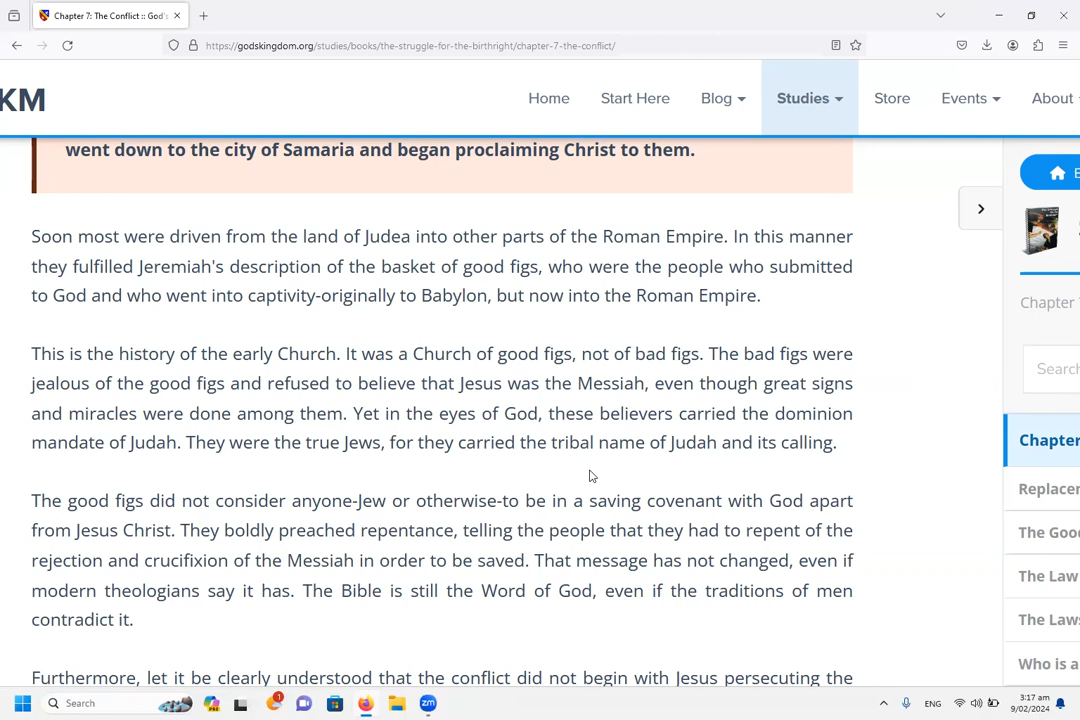 Chapter 7: The Conflict :: God's
https://godskingdom.org/studies/books/the-struggle-for-the-birthright/chapter-7-the-conflict/
KM
Home
Start Here
Blog
Studies
Store
Events
About
went down to the city of Samaria and began proclaiming Christ to them.
Soon most were driven from the land of Judea into other parts of the Roman Empire. In this manner
they fulfilled Jeremiah's description of the basket of good figs, who were the people who submitted
to God and who went into captivity-originally to Babylon, but now into the Roman Empire.
This is the history of the early Church. It was a Church of good figs, not of bad figs. The bad figs were
jealous of the good figs and refused to believe that Jesus was the Messiah, even though great signs
and miracles were done among them. Yet in the eyes of God, these believers carried the dominion
mandate of Judah. They were the true Jews, for they carried the tribal name of Judah and its calling.
The good figs did not consider anyone-Jew or otherwise-to be in a saving covenant with God apart
from Jesus Christ. They boldly preached repentance, telling the people that they had to repent of the
rejection and crucifixion of the Messiah in order to be saved. That message has not changed, even if
modern theologians say it has. The Bible is still the Word of God, even if the traditions of men
contradict it.
Furthermore, let it be clearly understood that the conflict did not begin with Jesus persecuting the
Chapter
Search
Chapter
Replacer
The Good
The Law
The Laws
Who is a
Search
1
ENG
3:17 am
9/02/2024